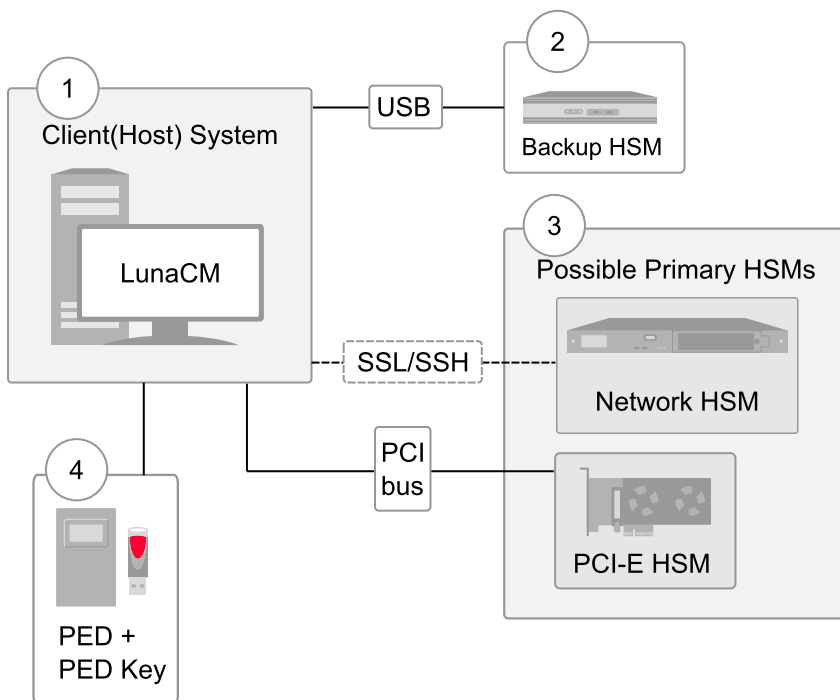 1
Client(Host) System
LunaCM
USB
2
Backup HSM
3
Possible Primary HSMs
SSL/SSH
Network HSM
PCI
bus
PCI-E HSM
4
PED +
PED Key